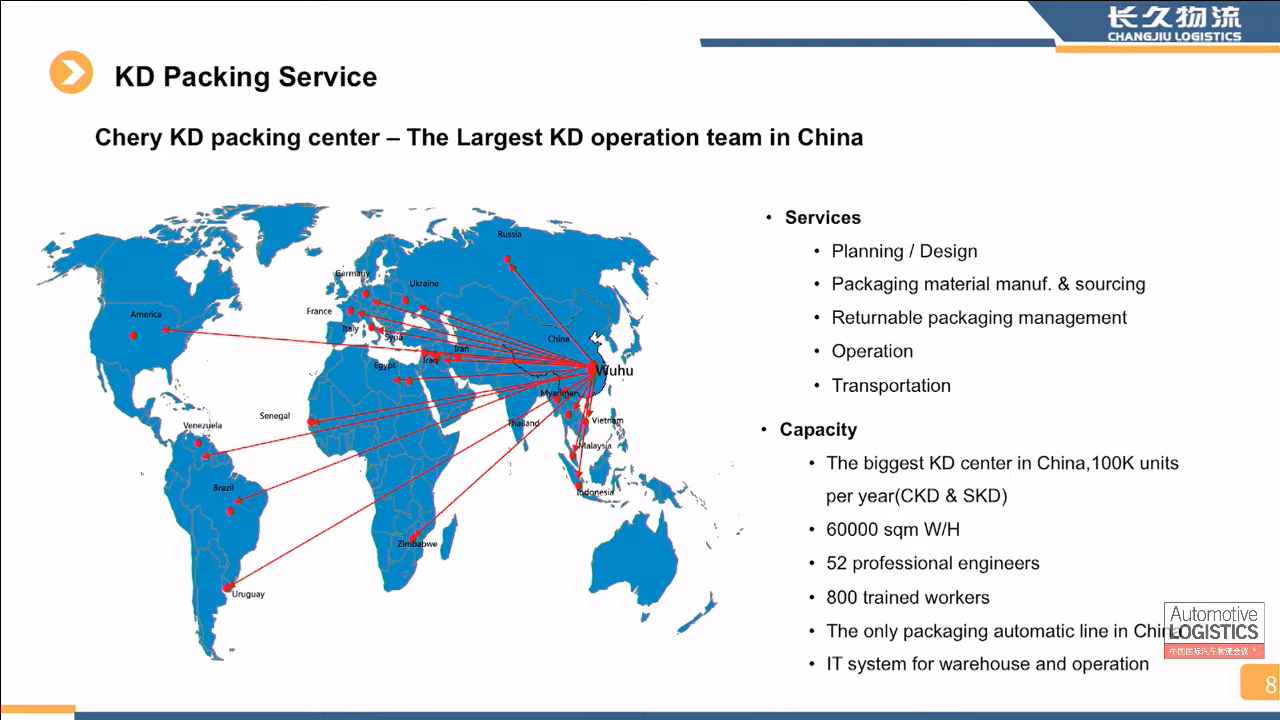 长久物流
CHANGJIU LOGISTICS
KD Packing Service
Chery KD packing center – The Largest KD operation team in China
Russia
Germany
Ukraine
America
France
Italy
Syria
China
Iran
Iraq
Egypt
Wuhu
Myanmar
Senegal
Vietnam
Thailand
Venezuela
Malaysia
Brazil
Indonesia
Zimbabwe
Uruguay
• Services
• Planning / Design
• Packaging material manuf. & sourcing
• Returnable packaging management
• Operation
• Transportation
• Capacity
• The biggest KD center in China,100K units
per year(CKD & SKD)
• 60000 sqm W/H
• 52 professional engineers
• 800 trained workers
• The only packaging automatic line in China
• IT system for warehouse and operation
Automotive
LOGISTICS
中国国际汽车物流会议
8